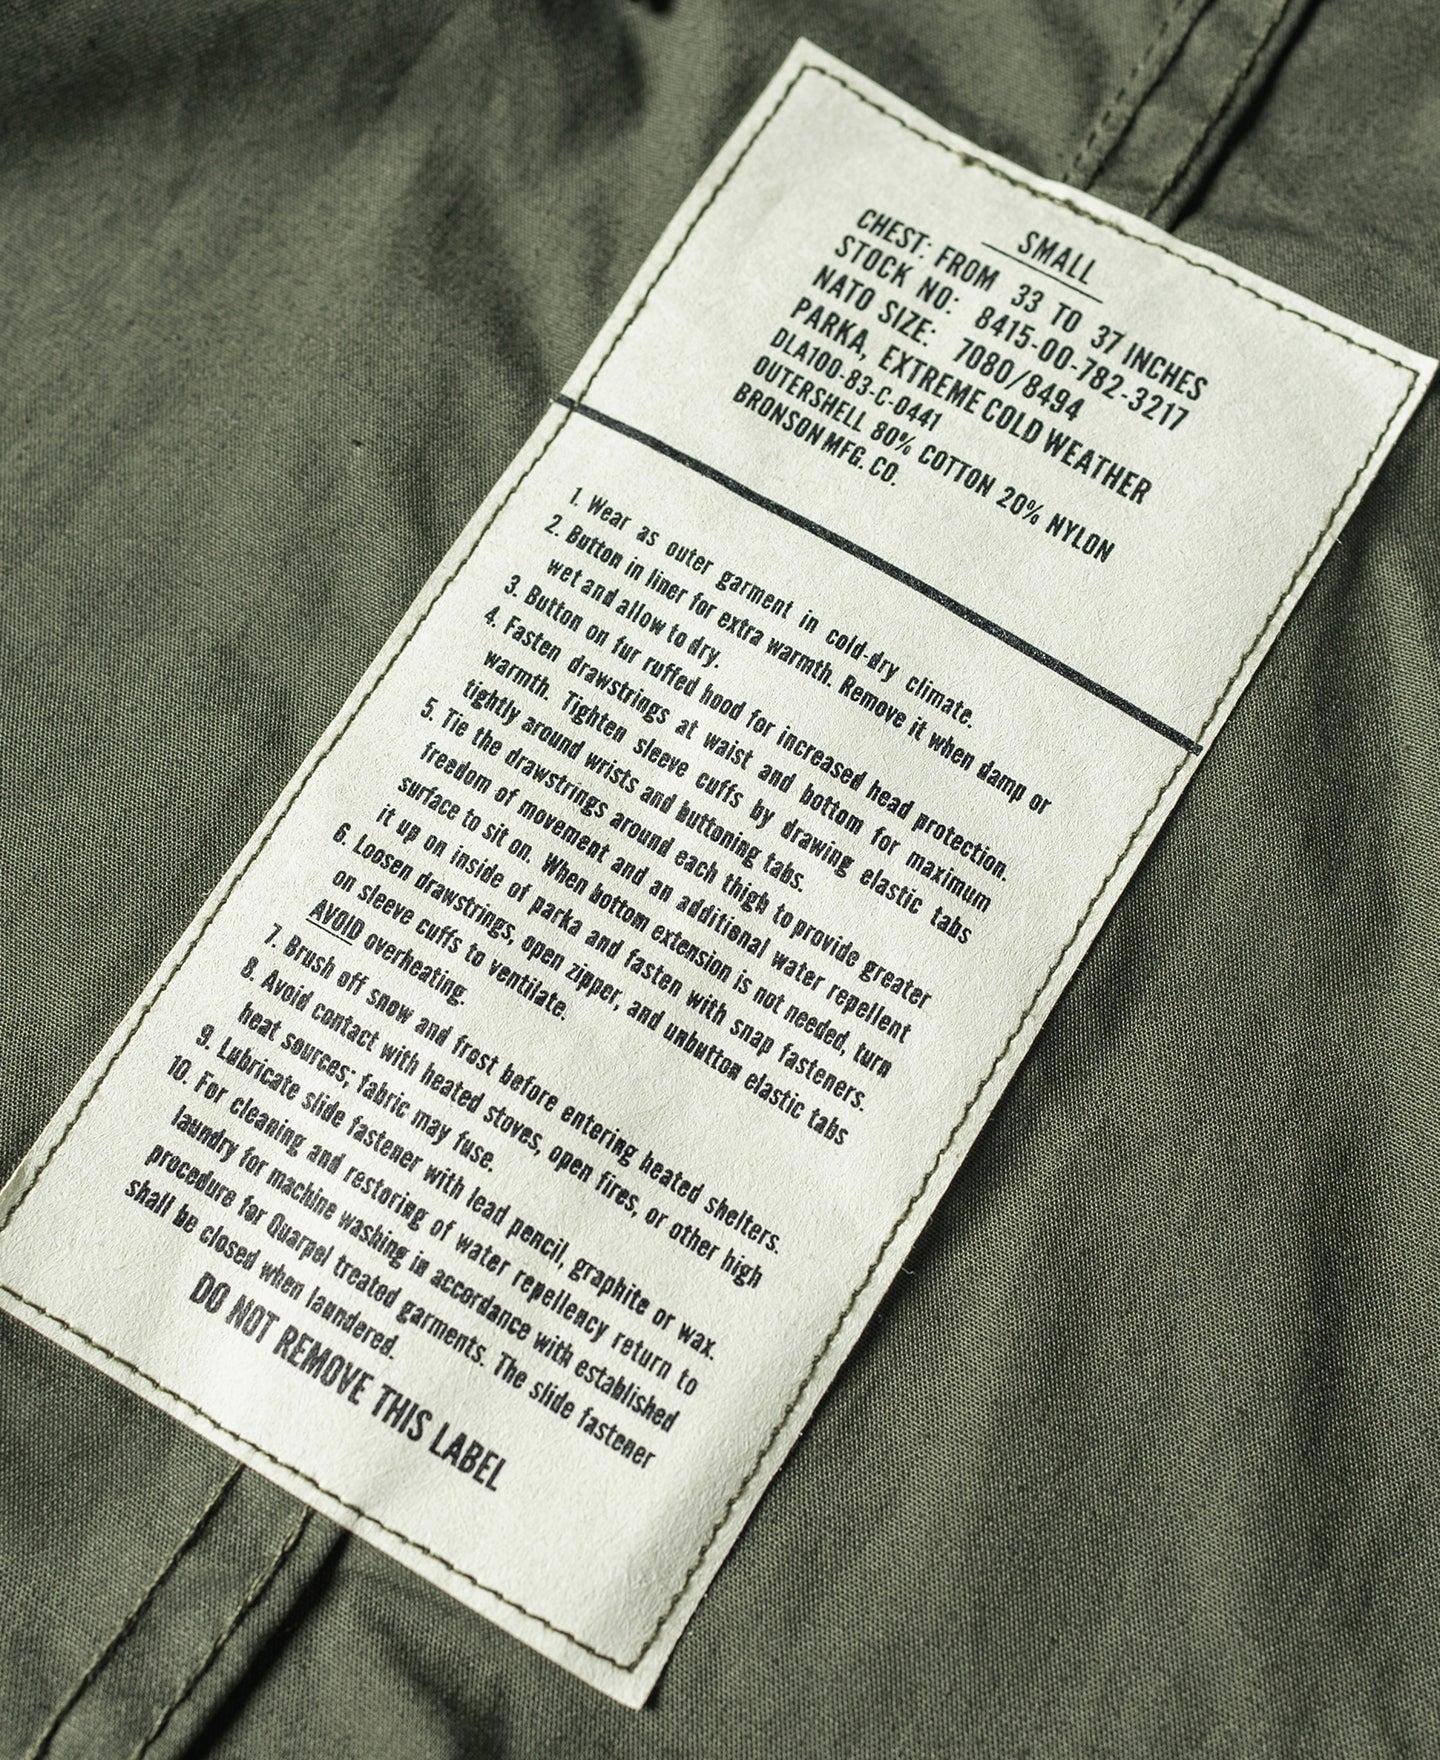 SMALL
CHEST: FROM 33 TO 37 INCHES
STOCK NO: 8415-00-782-3217
NATO SIZE: 7080/8494
PARKA, EXTREME COLD WEATHER
DLA100-83-C-0441
OUTERSHELL 80% COTTON 20% NYLON
BRONSON MFG. CO.
1. Wear as outer garment in cold-dry climate.
2. Button in liner for extra warmth. Remove it when damp or
wet and allow to dry.
3. Button on fur ruffed hood for increased head protection.
4. Fasten drawstrings at waist and bottom for maximum
warmth. Tighten sleeve cuffs by drawing elastic tabs
tightly around wrists and buttoning tabs.
5. Tie the drawstrings around each thigh to provide greater
freedom of movement and an additional water repellent
surface to sit on. When bottom extension is not needed, turn
it up on inside of parka and fasten with snap fasteners.
6. Loosen drawstrings, open zipper, and unbutton elastic tabs
on sleeve cuffs to ventilate.
AVOID overheating.
7. Brush off snow and frost before entering heated shelters.
8. Avoid contact with heated stoves, open fires, or other high
heat sources; fabric may fuse.
9. Lubricate slide fastener with lead pencil, graphite or wax.
10. For cleaning and restoring of water repellency return to
laundry for machine washing in accordance with established
procedure for Quarpel treated garments. The slide fastener
shall be closed when laundered.
DO NOT REMOVE THIS LABEL